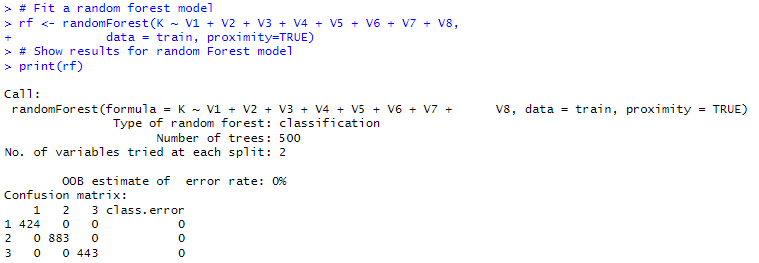 > # Fit a random forest model
> rf <- randomForest(K ~ V1 + V2 + V3 + V4 + V5 + V6 + V7 + V8,
+             data = train, proximity=TRUE)
> # Show results for random Forest model
> print(rf)
Call:
 randomForest(formula = K ~ V1 + V2 + V3 + V4 + V5 + V6 + V7 +      V8, data = train, proximity = TRUE)
               Type of random forest: classification
                     Number of trees: 500
No. of variables tried at each split: 2
        OOB estimate of  error rate: 0%
Confusion matrix:
    1   2   3 class.error
1 424   0   0           0
2   0 883   0           0
3   0   0 443           0